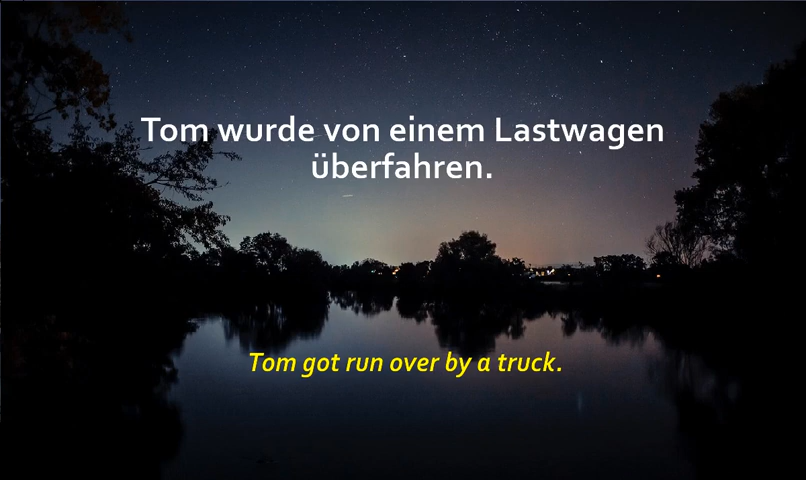 Tom wurde von einem Lastwagen
überfahren.
Tom got run over by a truck.